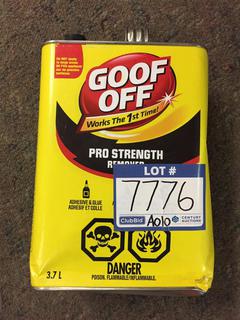 GOOF
OFF
Works The 1st Time!
PRO STRENGTH
REMOVER
LOT #
7776
ClubBid
A010
CENTURY
AUCTIONS
ADHESIVE & GLUE
ADHÉSIF ET COLLE
DANGER
POISON. FLAMMABLE/INFLAMMABLE.
3.7 L